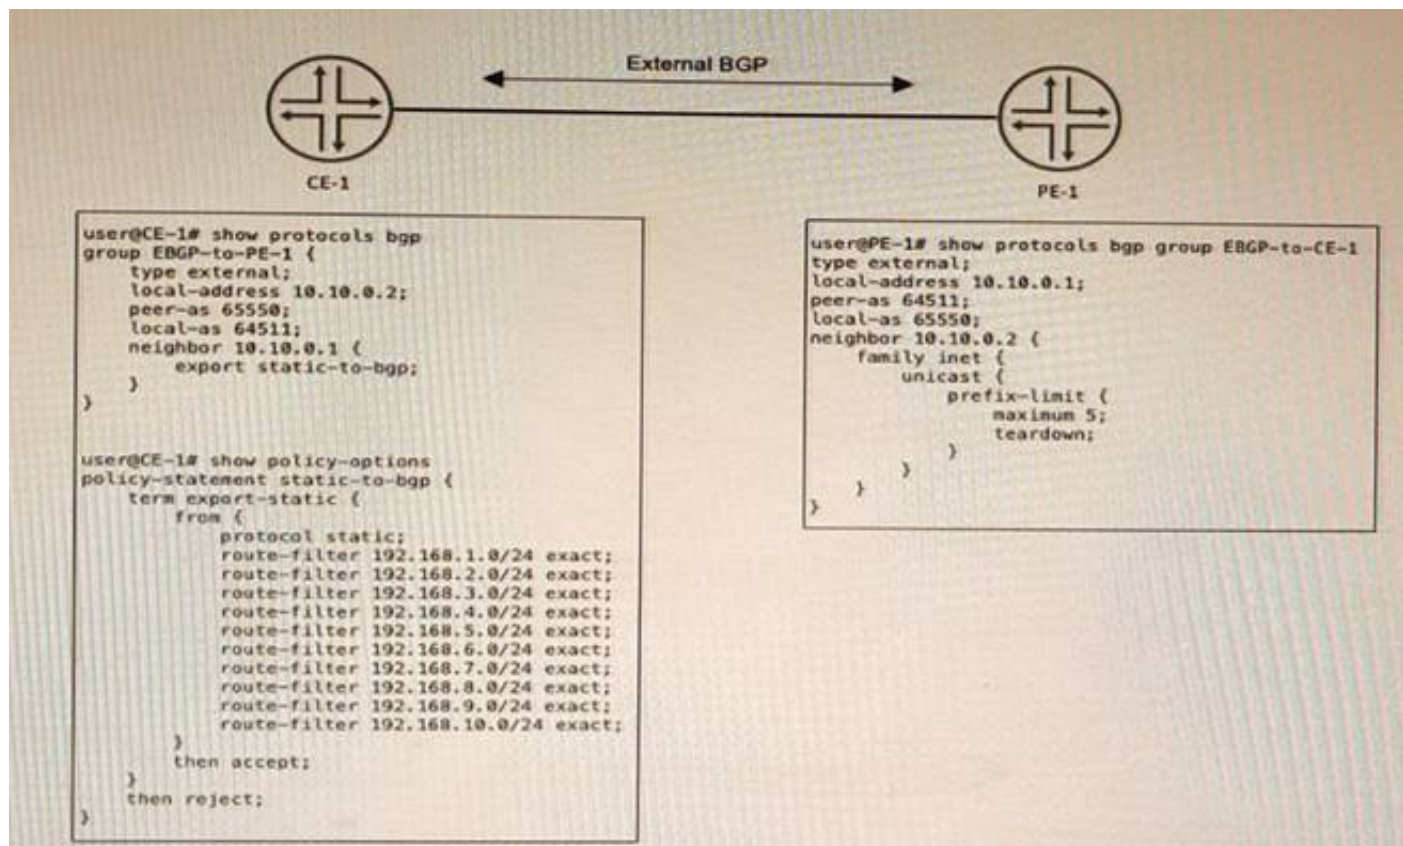 External BGP
CE-1
PE-1
user@CE-1# show protocols bgp
group EBGP-to-PE-1 {
    type external;
    local-address 10.10.0.2;
    peer-as 65550;
    local-as 64511;
    neighbor 10.10.0.1 {
        export static-to-bgp;
    }
}
user@CE-1# show policy-options
policy-statement static-to-bgp {
    term export-static {
        from {
            protocol static;
            route-filter 192.168.1.0/24 exact;
            route-filter 192.168.2.0/24 exact;
            route-filter 192.168.3.0/24 exact;
            route-filter 192.168.4.0/24 exact;
            route-filter 192.168.5.0/24 exact;
            route-filter 192.168.6.0/24 exact;
            route-filter 192.168.7.0/24 exact;
            route-filter 192.168.8.0/24 exact;
            route-filter 192.168.9.0/24 exact;
            route-filter 192.168.10.0/24 exact;
        }
        then accept;
    }
    then reject;
}
user@PE-1# show protocols bgp group EBGP-to-CE-1
type external;
local-address 10.10.0.1;
peer-as 64511;
local-as 65550;
neighbor 10.10.0.2 {
    family inet {
        unicast {
            prefix-limit {
                maximum 5;
                teardown;
            }
        }
    }
}